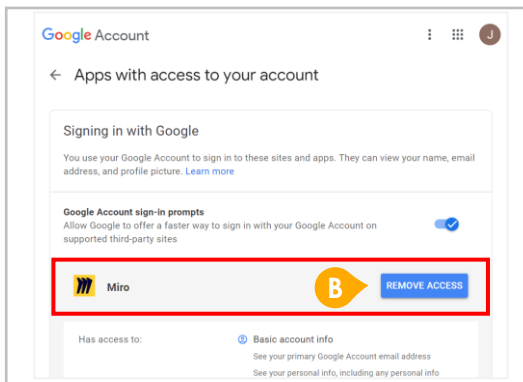 Google Account
J
Apps with access to your account
Signing in with Google
You use your Google Account to sign in to these sites and apps. They can view your name, email
address, and profile picture. Learn more
Google Account sign-in prompts
Allow Google to offer a faster way to sign in with your Google Account on
supported third-party sites
Miro
B
REMOVE ACCESS
Has access to:
Basic account info
See your primary Google Account email address
See your personal info, including any personal info